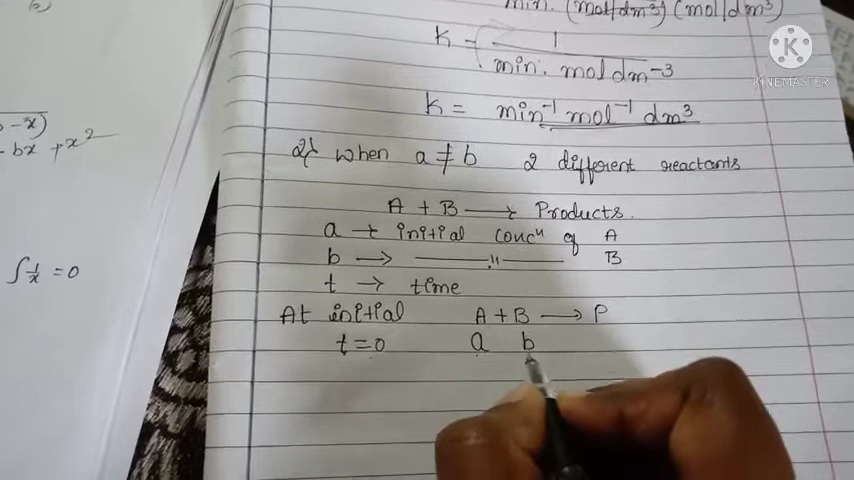 b)
min. (mol/dm³) (mol/dm³)
K = 1
min. mol dm⁻³
K = min⁻¹ mol⁻¹ dm³
KINEMASTER
-x)
- bx + x²
2) when a ≠ b 2 different reactants
A + B → Products.
a → initial concⁿ of A
b → —"— B
∫ 1/x = 0
t → time
At initial A + B → P
t = 0 a b